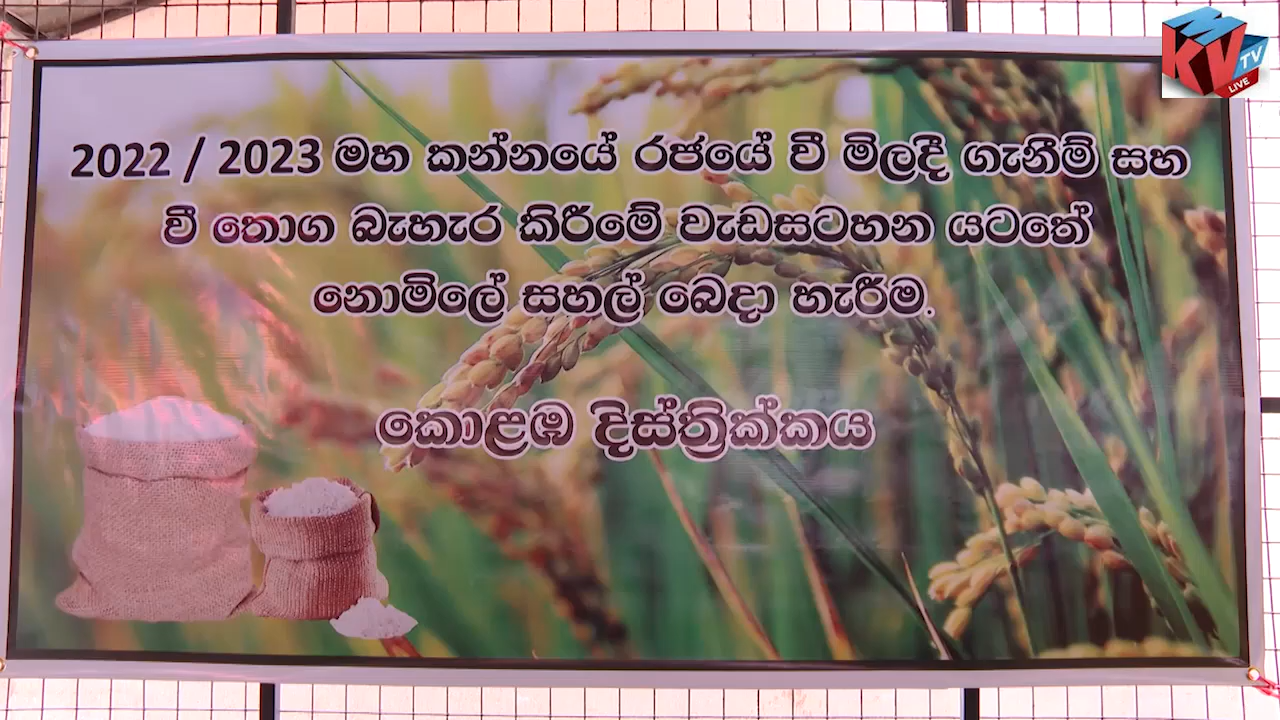 KV TV
LIVE
2022 / 2023 මහ කන්නයේ රජයේ වී මිලදී ගැනීම් සහ
වී තොග බැහැර කිරීමේ වැඩසටහන යටතේ
නොමිලේ සහල් බෙදා හැරීම.
කොළඹ දිස්ත්‍රික්කය